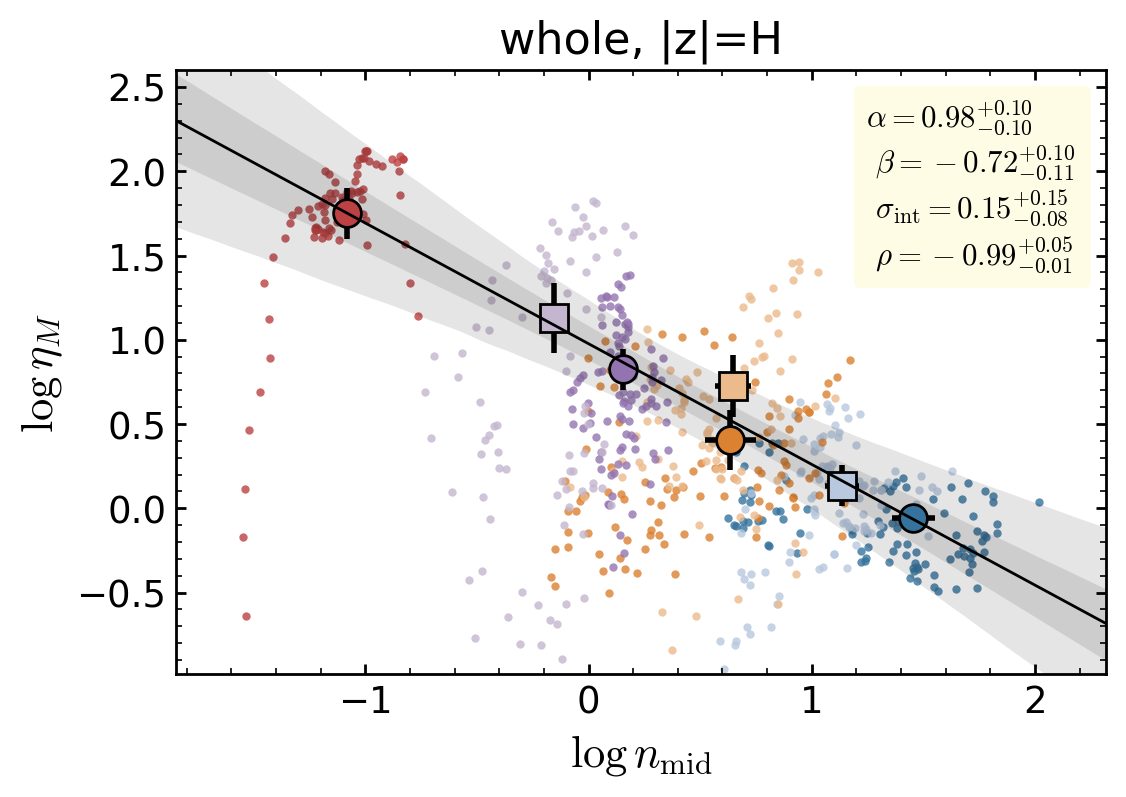 whole, |z|=H
2.5
2.0
1.5
1.0
0.5
0.0
−0.5
log η_M
α = 0.98^{+0.10}_{−0.10}
β = −0.72^{+0.10}_{−0.11}
σ_int = 0.15^{+0.15}_{−0.08}
ρ = −0.99^{+0.05}_{−0.01}
−1 0 1 2
log n_mid